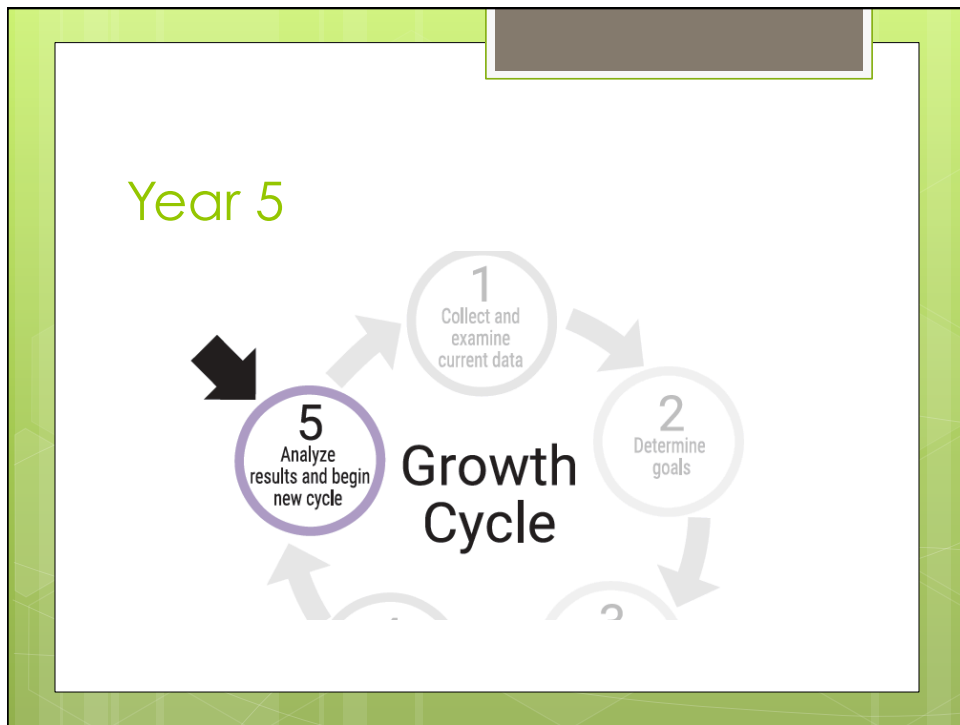 Year 5
1
Collect and
examine
current data
2
Determine
goals
3
5
Analyze
results and begin
new cycle
Growth
Cycle